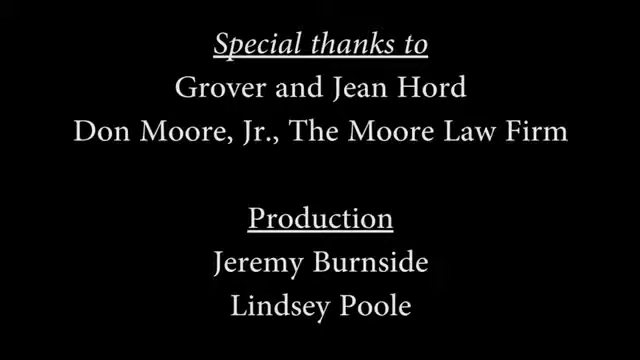 Special thanks to
Grover and Jean Hord
Don Moore, Jr., The Moore Law Firm
Production
Jeremy Burnside
Lindsey Poole